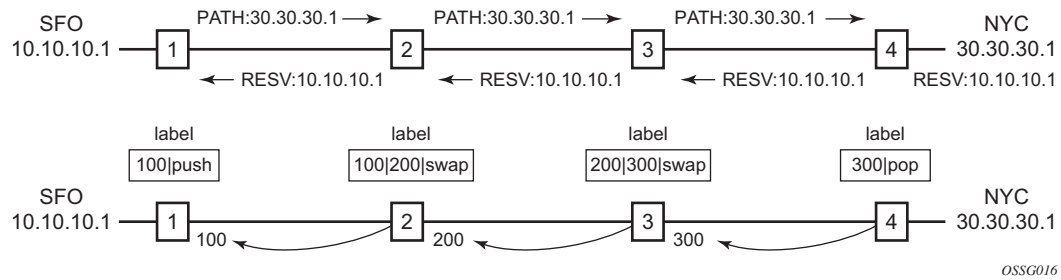 PATH:30.30.30.1 PATH:30.30.30.1 PATH:30.30.30.1
SFO NYC
10.10.10.1 1 2 3 4 30.30.30.1
RESV:10.10.10.1 RESV:10.10.10.1 RESV:10.10.10.1 RESV:10.10.10.1
label label label label
100|push 100|200|swap 200|300|swap 300|pop
SFO NYC
10.10.10.1 1 2 3 4 30.30.30.1
100 200 300
OSSG016